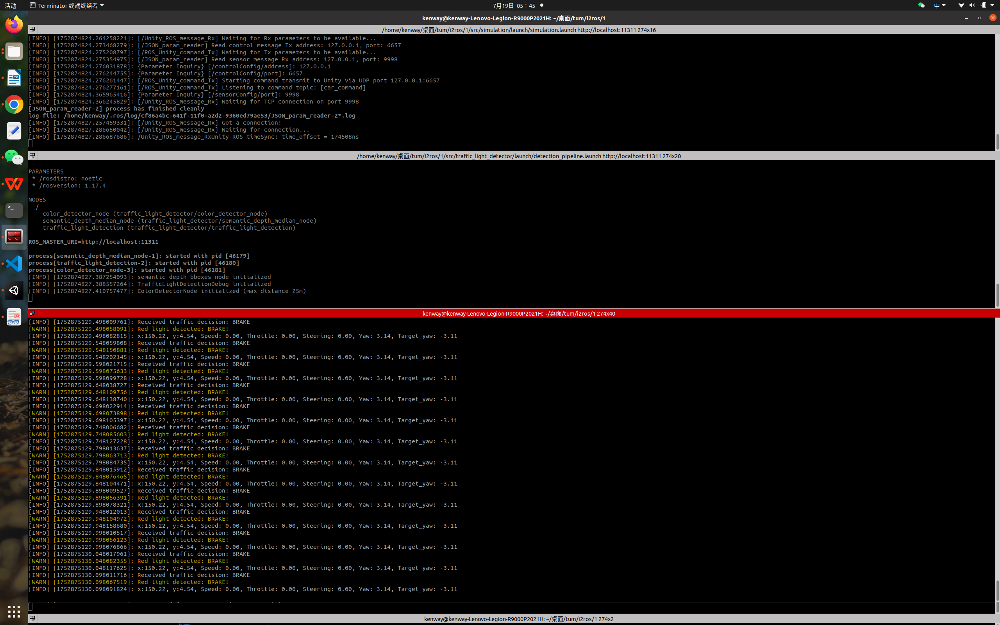 活动
Terminator 终端终结者
7月19日 05：45
中
kenway@kenway-Lenovo-Legion-R9000P2021H: ~/桌面/tum/i2ros/1
/home/kenway/桌面/tum/i2ros/1/src/simulation/launch/simulation.launch http://localhost:11311 274x16
[INFO] [1752874824.264258221]: [/Unity_ROS_message_Rx] Waiting for Rx parameters to be available...
[INFO] [1752874824.273468279]: [/JSON_param_reader] Read control message Tx address: 127.0.0.1, port: 6657
[INFO] [1752874824.275208797]: [/ROS_Unity_command_Tx] Waiting for Tx parameters to be available...
[INFO] [1752874824.275354975]: [/JSON_param_reader] Read sensor message Rx address: 127.0.0.1, port: 9998
[INFO] [1752874824.276031878]: {Parameter Inquiry} [/controlConfig/address]: 127.0.0.1
[INFO] [1752874824.276244755]: {Parameter Inquiry} [/controlConfig/port]: 6657
[INFO] [1752874824.276261447]: [/ROS_Unity_command_Tx] Starting command transmit to Unity via UDP port 127.0.0.1:6657
[INFO] [1752874824.276277161]: [/ROS_Unity_command_Tx] Listening to command topic: [car_command]
[INFO] [1752874824.365965416]: {Parameter Inquiry} [/sensorConfig/port]: 9998
[INFO] [1752874824.366245829]: [/Unity_ROS_message_Rx] Waiting for TCP connection on port 9998
[JSON_param_reader-2] process has finished cleanly
log file: /home/kenway/.ros/log/cf86a4bc-641f-11f0-a2d2-9360ed79ae53/JSON_param_reader-2*.log
[INFO] [1752874827.257459331]: [/Unity_ROS_message_Rx] Got a connection!
[INFO] [1752874827.286650042]: [/Unity_ROS_message_Rx] Waiting for connection...
[INFO] [1752874827.286687686]: /Unity_ROS_message_RxUnity-ROS timeSync: time_offset = 174508ns
/home/kenway/桌面/tum/i2ros/1/src/traffic_light_detector/launch/detection_pipeline.launch http://localhost:11311 274x20
PARAMETERS
* /rosdistro: noetic
* /rosversion: 1.17.4
NODES
/
color_detector_node (traffic_light_detector/color_detector_node)
semantic_depth_median_node (traffic_light_detector/semantic_depth_median_node)
traffic_light_detection (traffic_light_detector/traffic_light_detection)
ROS_MASTER_URI=http://localhost:11311
process[semantic_depth_median_node-1]: started with pid [46179]
process[traffic_light_detection-2]: started with pid [46180]
process[color_detector_node-3]: started with pid [46181]
[INFO] [1752874827.387254093]: semantic_depth_bboxes_node initialized
[INFO] [1752874827.388557264]: TrafficLightDetectionDebug initialized
[INFO] [1752874827.410757477]: ColorDetectorNode initialized (max distance 25m)
kenway@kenway-Lenovo-Legion-R9000P2021H: ~/桌面/tum/i2ros/1 274x40
[INFO] [1752875129.498009761]: Received traffic decision: BRAKE
[WARN] [1752875129.498058091]: Red light detected: BRAKE!
[INFO] [1752875129.498082815]: x:150.22, y:4.54, Speed: 0.00, Throttle: 0.00, Steering: 0.00, Yaw: 3.14, Target_yaw: -3.11
[INFO] [1752875129.548059808]: Received traffic decision: BRAKE
[WARN] [1752875129.548150881]: Red light detected: BRAKE!
[INFO] [1752875129.548202145]: x:150.22, y:4.54, Speed: 0.00, Throttle: 0.00, Steering: 0.00, Yaw: 3.14, Target_yaw: -3.11
[INFO] [1752875129.598021715]: Received traffic decision: BRAKE
[WARN] [1752875129.598075633]: Red light detected: BRAKE!
[INFO] [1752875129.598099728]: x:150.22, y:4.54, Speed: 0.00, Throttle: 0.00, Steering: 0.00, Yaw: 3.14, Target_yaw: -3.11
[INFO] [1752875129.648038727]: Received traffic decision: BRAKE
[WARN] [1752875129.648109756]: Red light detected: BRAKE!
[INFO] [1752875129.648138740]: x:150.22, y:4.54, Speed: 0.00, Throttle: 0.00, Steering: 0.00, Yaw: 3.14, Target_yaw: -3.11
[INFO] [1752875129.698022914]: Received traffic decision: BRAKE
[WARN] [1752875129.698073898]: Red light detected: BRAKE!
[INFO] [1752875129.698105397]: x:150.22, y:4.54, Speed: 0.00, Throttle: 0.00, Steering: 0.00, Yaw: 3.14, Target_yaw: -3.11
[INFO] [1752875129.748006682]: Received traffic decision: BRAKE
[WARN] [1752875129.748085603]: Red light detected: BRAKE!
[INFO] [1752875129.748127228]: x:150.22, y:4.54, Speed: 0.00, Throttle: 0.00, Steering: 0.00, Yaw: 3.14, Target_yaw: -3.11
[INFO] [1752875129.798013637]: Received traffic decision: BRAKE
[WARN] [1752875129.798063713]: Red light detected: BRAKE!
[INFO] [1752875129.798084735]: x:150.22, y:4.54, Speed: 0.00, Throttle: 0.00, Steering: 0.00, Yaw: 3.14, Target_yaw: -3.11
[INFO] [1752875129.848015912]: Received traffic decision: BRAKE
[WARN] [1752875129.848076465]: Red light detected: BRAKE!
[INFO] [1752875129.848104471]: x:150.22, y:4.54, Speed: 0.00, Throttle: 0.00, Steering: 0.00, Yaw: 3.14, Target_yaw: -3.11
[INFO] [1752875129.898009527]: Received traffic decision: BRAKE
[WARN] [1752875129.898056391]: Red light detected: BRAKE!
[INFO] [1752875129.898078321]: x:150.22, y:4.54, Speed: 0.00, Throttle: 0.00, Steering: 0.00, Yaw: 3.14, Target_yaw: -3.11
[INFO] [1752875129.948012013]: Received traffic decision: BRAKE
[WARN] [1752875129.948104972]: Red light detected: BRAKE!
[INFO] [1752875129.948158680]: x:150.22, y:4.54, Speed: 0.00, Throttle: 0.00, Steering: 0.00, Yaw: 3.14, Target_yaw: -3.11
[INFO] [1752875129.998010517]: Received traffic decision: BRAKE
[WARN] [1752875129.998056123]: Red light detected: BRAKE!
[INFO] [1752875129.998076866]: x:150.22, y:4.54, Speed: 0.00, Throttle: 0.00, Steering: 0.00, Yaw: 3.14, Target_yaw: -3.11
[INFO] [1752875130.048017961]: Received traffic decision: BRAKE
[WARN] [1752875130.048082355]: Red light detected: BRAKE!
[INFO] [1752875130.048117625]: x:150.22, y:4.54, Speed: 0.00, Throttle: 0.00, Steering: 0.00, Yaw: 3.14, Target_yaw: -3.11
[INFO] [1752875130.098011716]: Received traffic decision: BRAKE
[WARN] [1752875130.098067519]: Red light detected: BRAKE!
[INFO] [1752875130.098091824]: x:150.22, y:4.54, Speed: 0.00, Throttle: 0.00, Steering: 0.00, Yaw: 3.14, Target_yaw: -3.11
kenway@kenway-Lenovo-Legion-R9000P2021H: ~/桌面/tum/i2ros/1 274x2